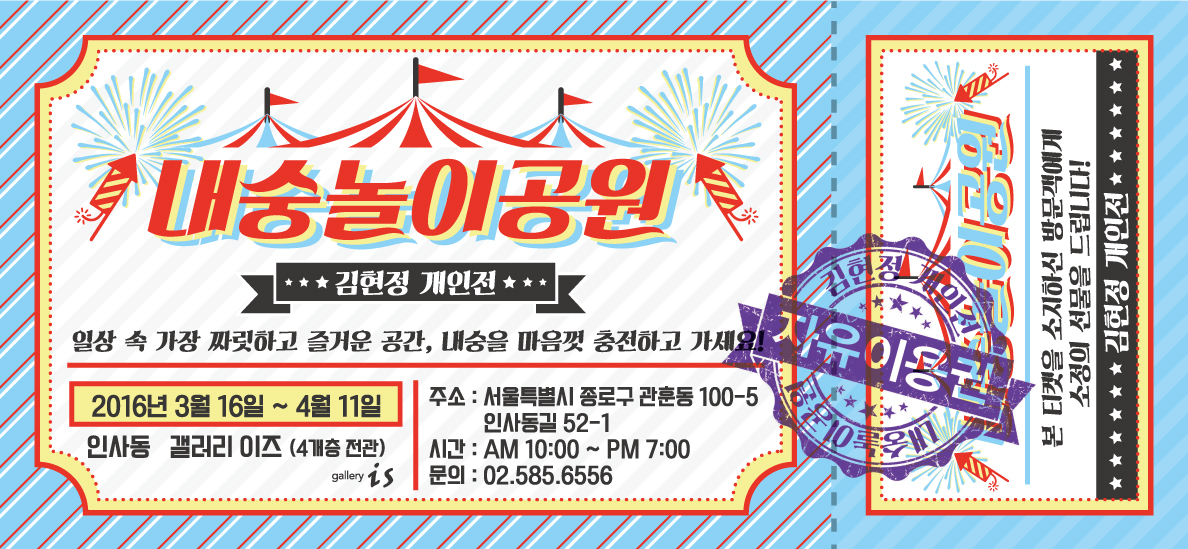 내숭놀이공원
김현정 개인전
일상 속 가장 짜릿하고 즐거운 공간, 내숭을 마음껏 충전하고 가세요!
2016년 3월 16일 ~ 4월 11일
인사동 갤러리 이즈 (4개층 전관)
gallery is
주소 : 서울특별시 종로구 관훈동 100-5
인사동길 52-1
시간 : AM 10:00 ~ PM 7:00
문의 : 02.585.6556
김현정 개인전
자유이용권
내숭놀이공원
내숭놀이공원
본 티켓을 소지하신 방문객에게
소정의 선물을 드립니다!
김현정 개인전